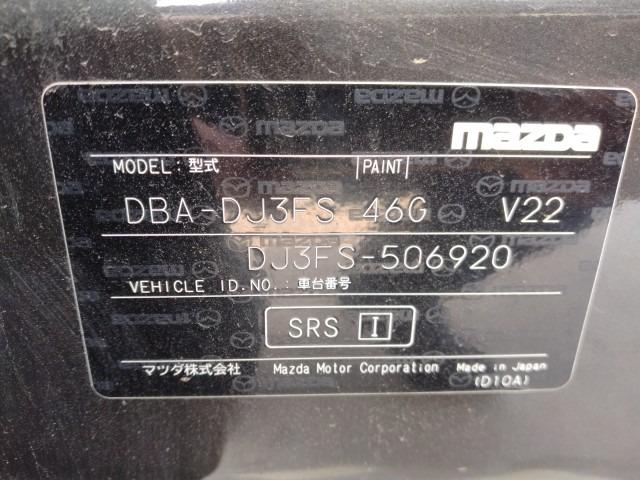 mazda
MODEL: 型式 PAINT
DBA-DJ3FS 46G V22
DJ3FS-506920
VEHICLE ID.NO.: 車台番号
SRS I
マツダ株式会社 Mazda Motor Corporation Made in Japan
(D10A)